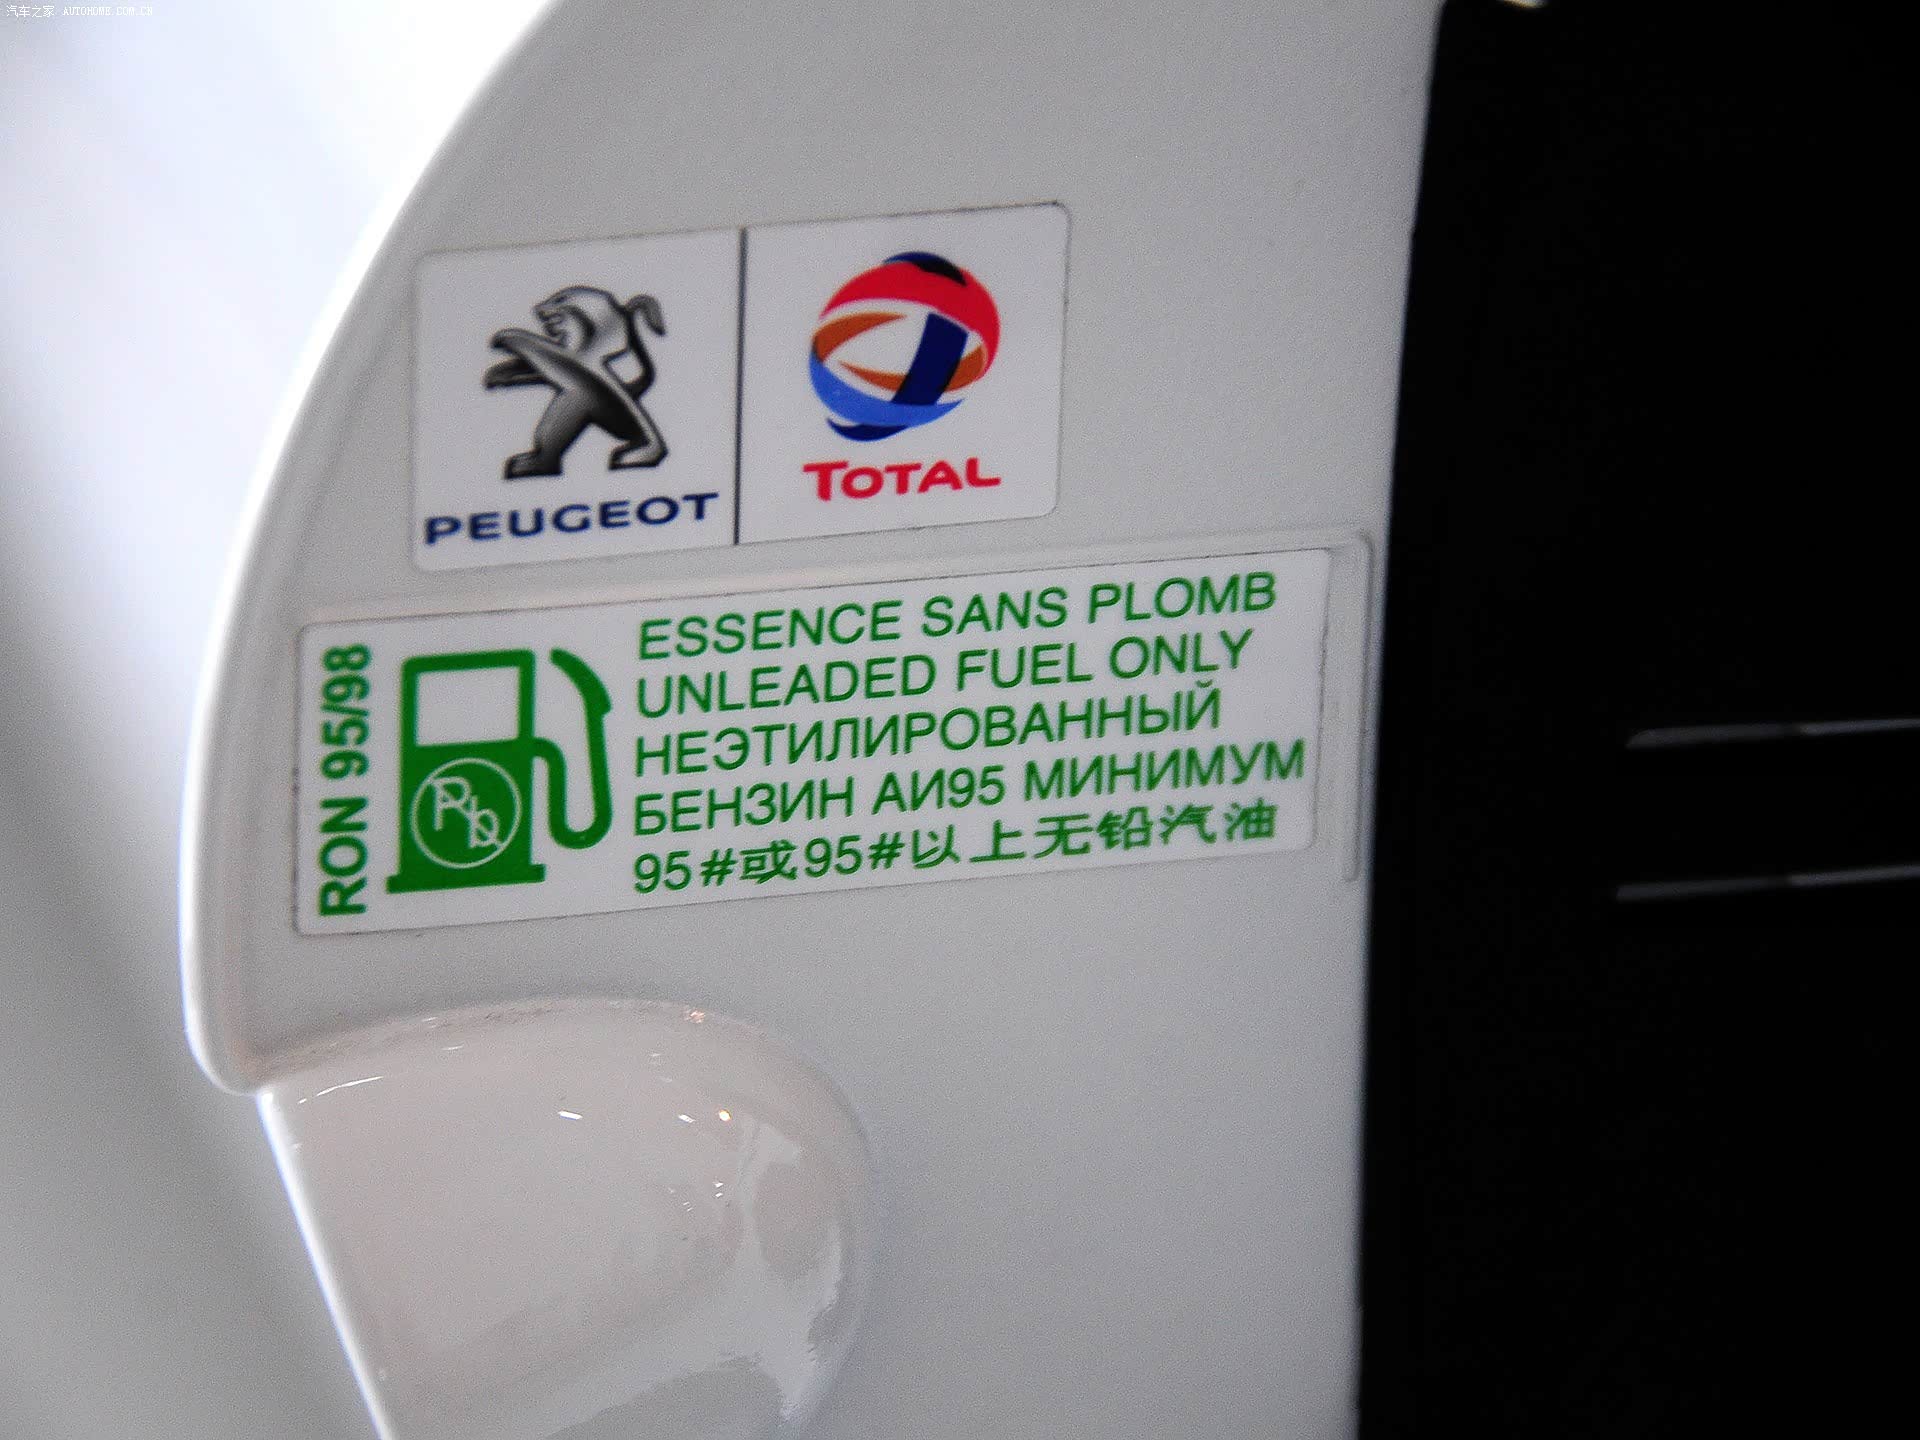 汽车之家 AUTOHOME.COM.CN
PEUGEOT
TOTAL
RON 95/98
Pb
ESSENCE SANS PLOMB
UNLEADED FUEL ONLY
НЕЭТИЛИРОВАННЫЙ
БЕНЗИН АИ95 МИНИМУМ
95#或95#以上无铅汽油